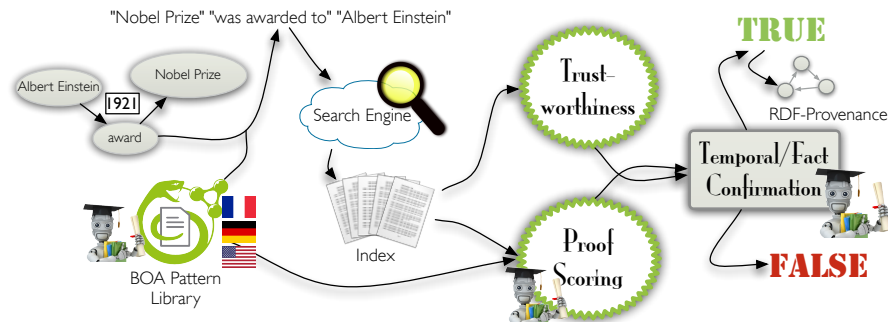 "Nobel Prize" "was awarded to" "Albert Einstein"
Albert Einstein
1921
Nobel Prize
award
BOA Pattern
Library
Search Engine
Index
Trust-
worthiness
Proof
Scoring
Temporal/Fact
Confirmation
TRUE
RDF-Provenance
FALSE